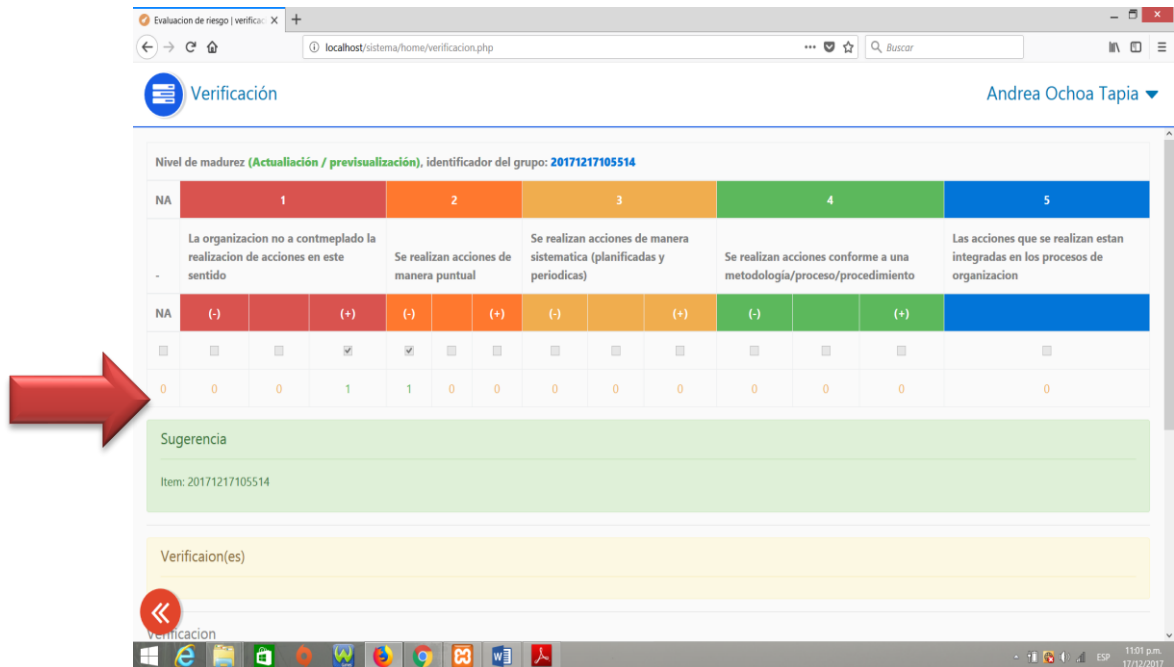 Evaluacion de riesgo | verificac
localhost/sistema/home/verificacion.php
Buscar
Verificación
Andrea Ochoa Tapia
Nivel de madurez (Actualiación / previsualización), identificador del grupo: 20171217105514
NA 1 2 3 4 5
- La organizacion no a contmeplado la realizacion de acciones en este sentido
Se realizan acciones de manera puntual
Se realizan acciones de manera sistematica (planificadas y periodicas)
Se realizan acciones conforme a una metodología/proceso/procedimiento
Las acciones que se realizan estan integradas en los procesos de organizacion
NA (-) (+) (-) (+) (-) (+) (-) (+)
0 0 0 1 1 0 0 0 0 0 0 0 0 0
Sugerencia
Item: 20171217105514
Verificaion(es)
Verificacion
ESP
11:01 p.m.
17/12/2017